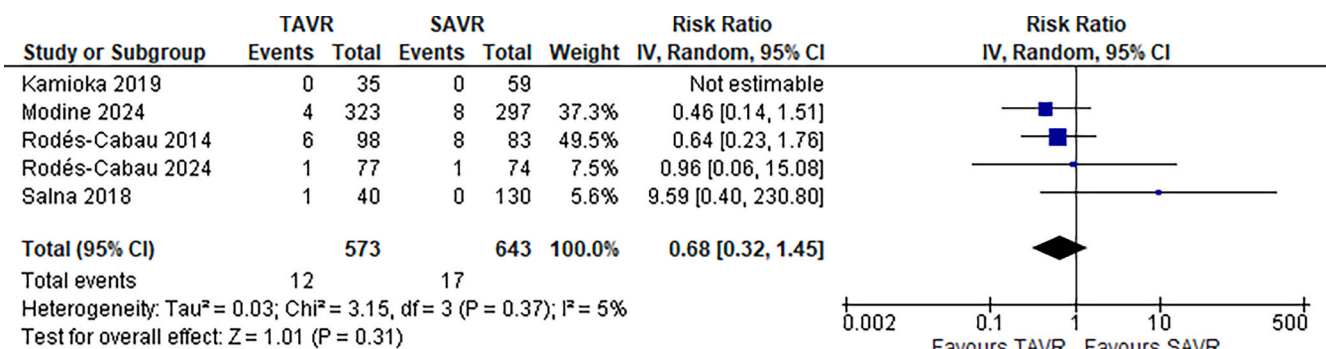 TAVR SAVR Risk Ratio Risk Ratio
Study or Subgroup Events Total Events Total Weight IV, Random, 95% CI IV, Random, 95% CI
Kamioka 2019 0 35 0 59 Not estimable
Modine 2024 4 323 8 297 37.3% 0.46 [0.14, 1.51]
Rodés-Cabau 2014 6 98 8 83 49.5% 0.64 [0.23, 1.76]
Rodés-Cabau 2024 1 77 1 74 7.5% 0.96 [0.06, 15.08]
Salna 2018 1 40 0 130 5.6% 9.59 [0.40, 230.80]
Total (95% CI) 573 643 100.0% 0.68 [0.32, 1.45]
Total events 12 17
Heterogeneity: Tau² = 0.03; Chi² = 3.15, df = 3 (P = 0.37); I² = 5%
0.002 0.1 1 10 500
Test for overall effect: Z = 1.01 (P = 0.31)
Favours TAVR Favours SAVR